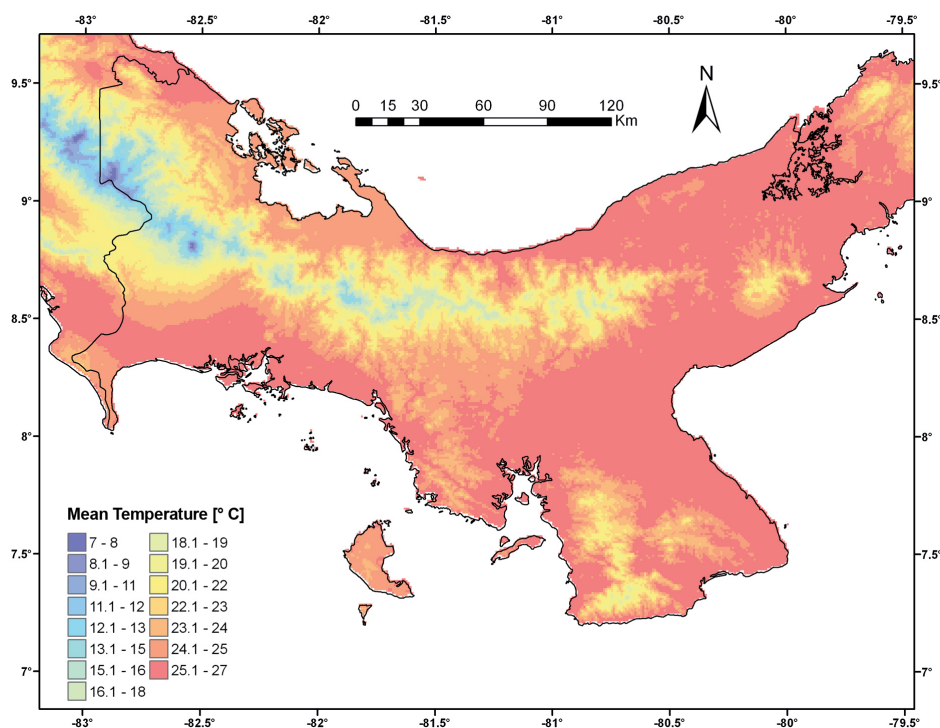 -83° -82.5° -82° -81.5° -81° -80.5° -80° -79.5°
N
0 15 30 60 90 120
Km
9.5° 9.5°
9° 9°
8.5° 8.5°
8° 8°
7.5° 7.5°
7° 7°
Mean Temperature [° C]
7 - 8 18.1 - 19
8.1 - 9 19.1 - 20
9.1 - 11 20.1 - 22
11.1 - 12 22.1 - 23
12.1 - 13 23.1 - 24
13.1 - 15 24.1 - 25
15.1 - 16 25.1 - 27
16.1 - 18
-83° -82.5° -82° -81.5° -81° -80.5° -80° -79.5°